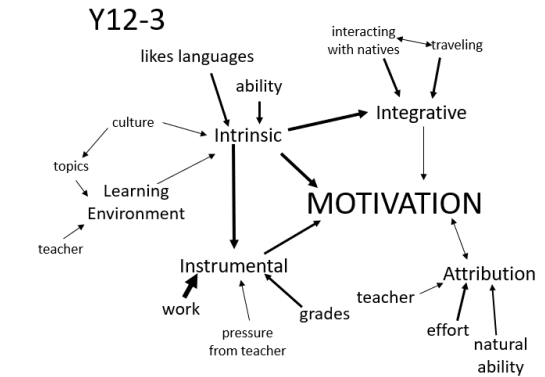 Y12-3
interacting
with natives
traveling
likes languages
ability
culture
Intrinsic
Integrative
topics
Learning
Environment
MOTIVATION
teacher
Instrumental
Attribution
work
grades
teacher
pressure
from teacher
effort
natural
ability